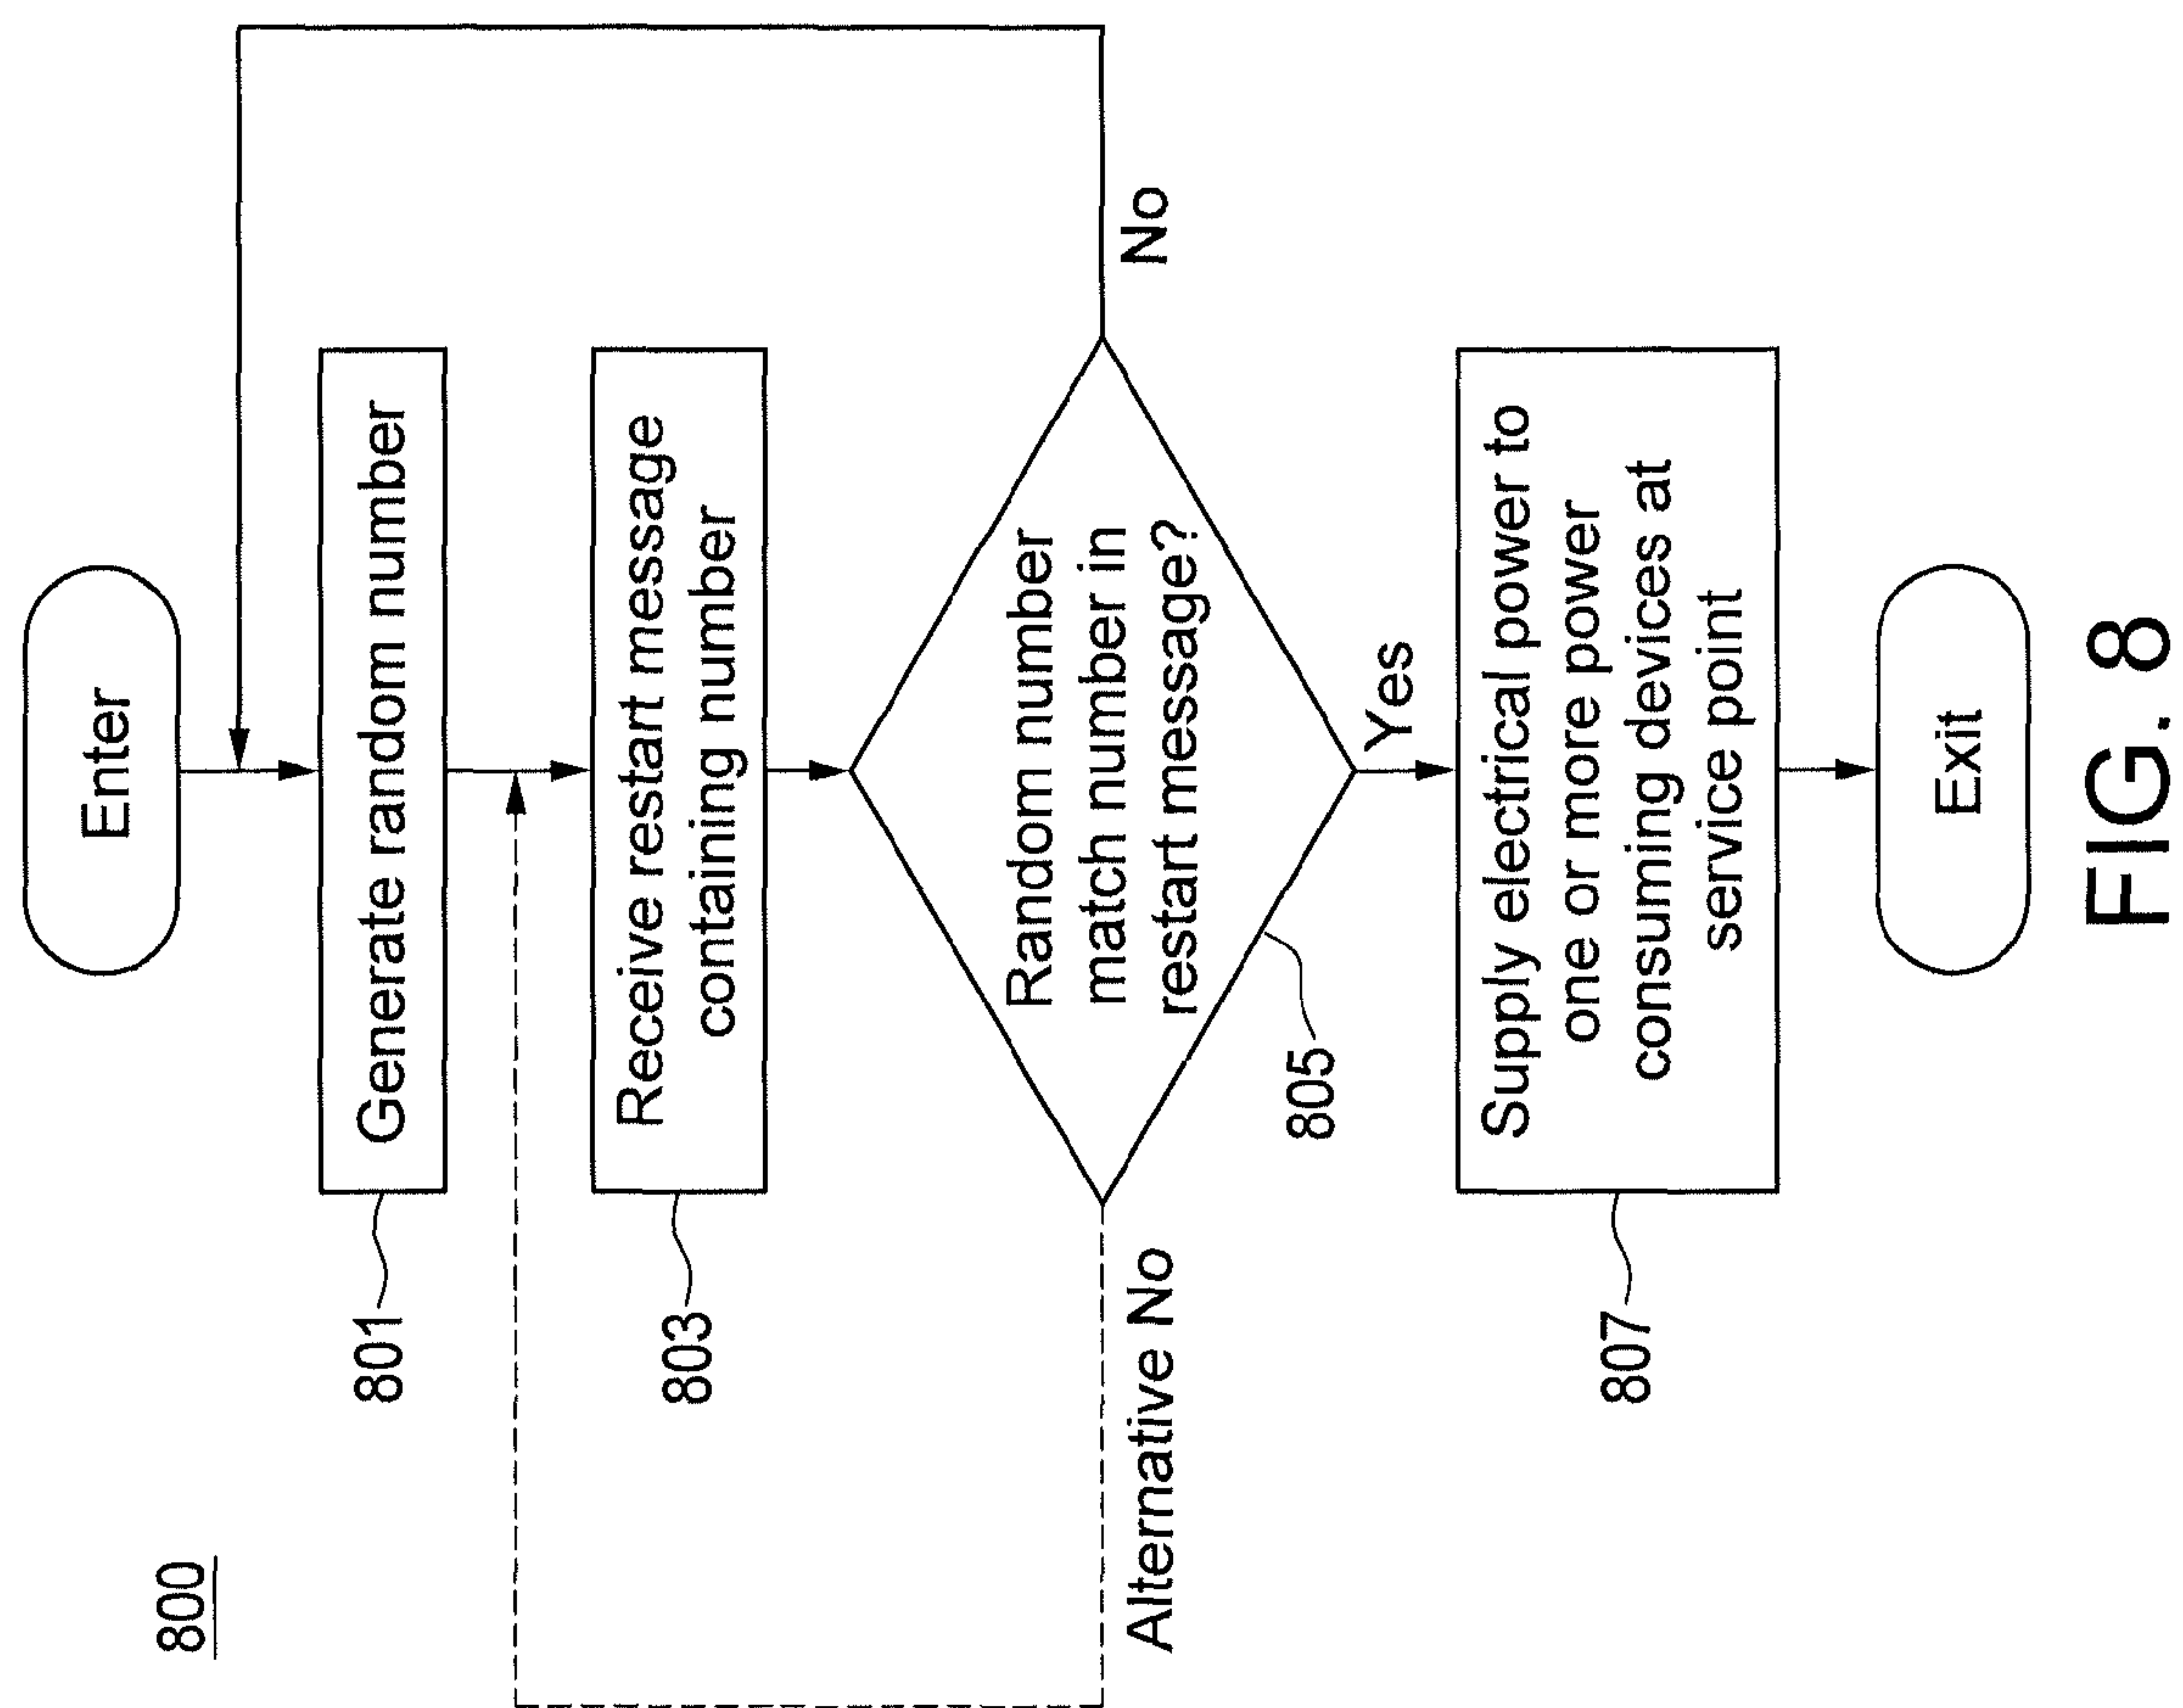 800
Enter
Generate random number
801
Receive restart message
containing number
803
Random number
match number in
restart message?
805
No
Alternative No
Yes
Supply electrical power to
one or more power
consuming devices at
service point
807
Exit
FIG. 8